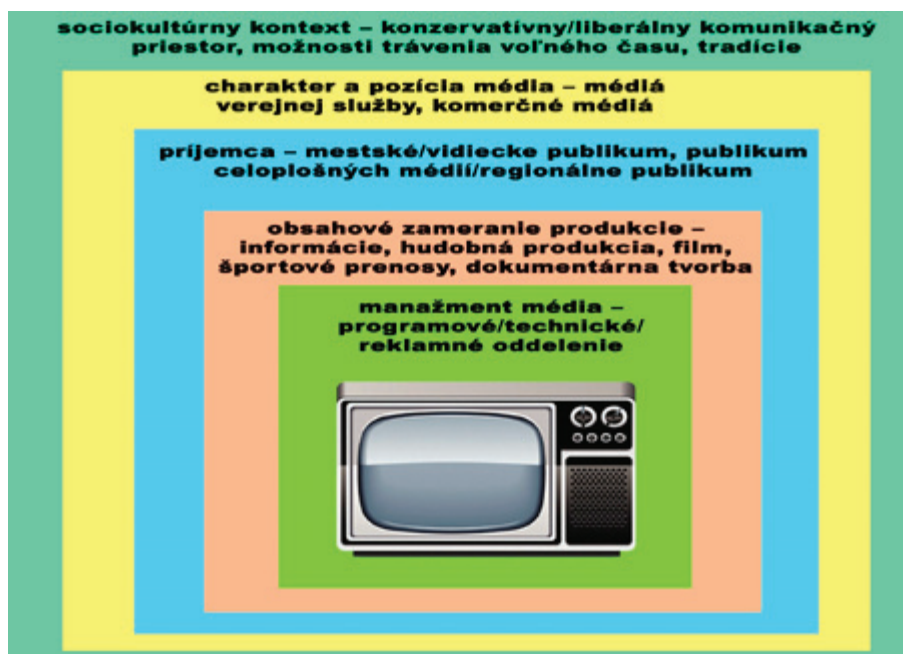 sociokultúrny kontext – konzervatívny/liberálny komunikačný
priestor, možnosti trávenia voľného času, tradície
charakter a pozícia média – médiá
verejnej služby, komerčné médiá
príjemca – mestské/vidiecke publikum, publikum
celoplošných médií/regionálne publikum
obsahové zameranie produkcie –
informácie, hudobná produkcia, film,
športové prenosy, dokumentárna tvorba
manažment média –
programové/technické/
reklamné oddelenie